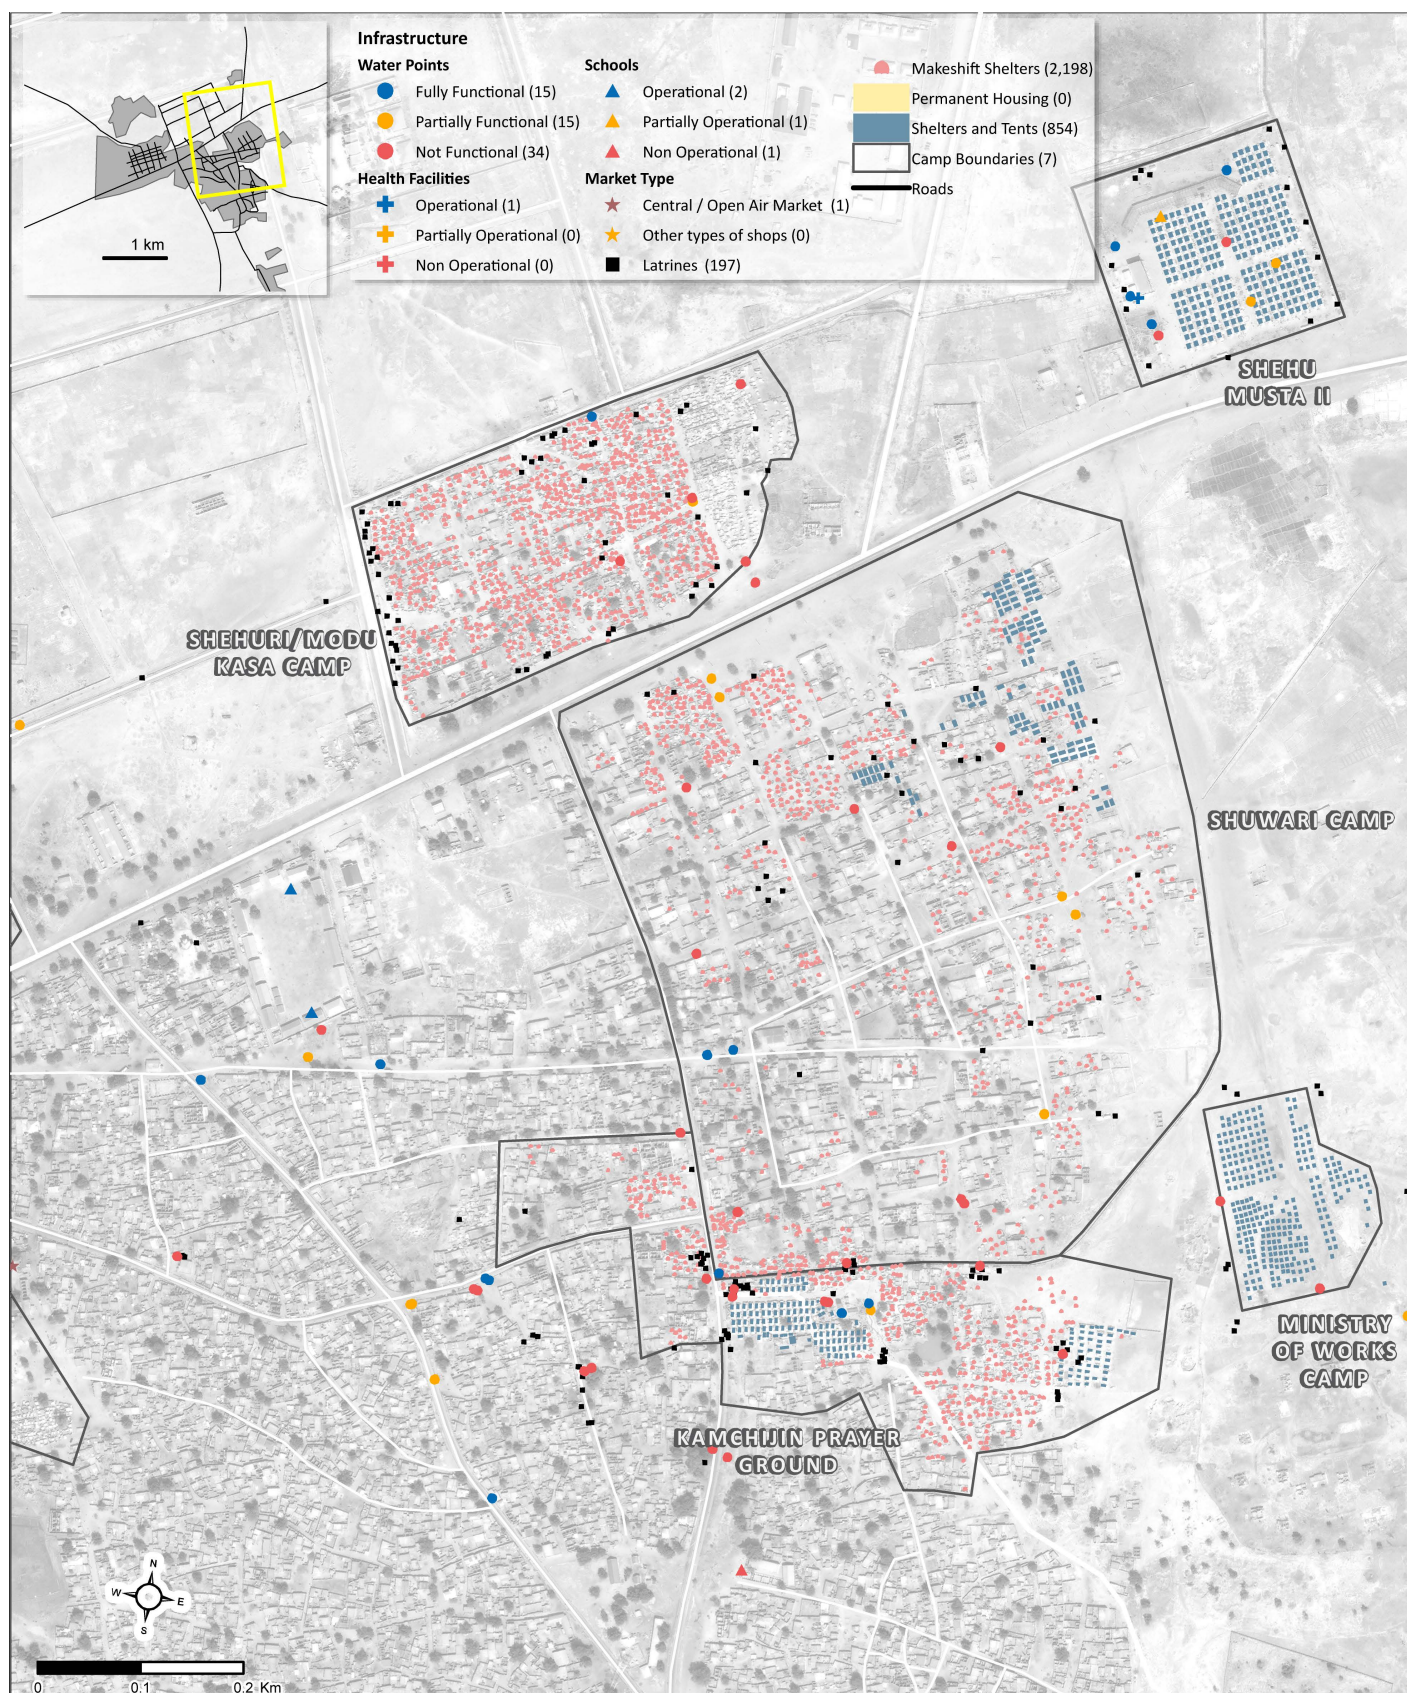 1 km
Infrastructure
Water Points
Fully Functional (15)
Partially Functional (15)
Not Functional (34)
Health Facilities
Operational (1)
Partially Operational (0)
Non Operational (0)
Schools
Operational (2)
Partially Operational (1)
Non Operational (1)
Market Type
Central / Open Air Market (1)
Other types of shops (0)
Latrines (197)
Makeshift Shelters (2,198)
Permanent Housing (0)
Shelters and Tents (854)
Camp Boundaries (7)
Roads
SHEHU
MUSTA II
SHEHURI/MODU
KASA CAMP
SHUWARI CAMP
MINISTRY
OF WORKS
CAMP
KAMCHIJIN PRAYER
GROUND
N
W
E
S
0 0.1 0.2 Km